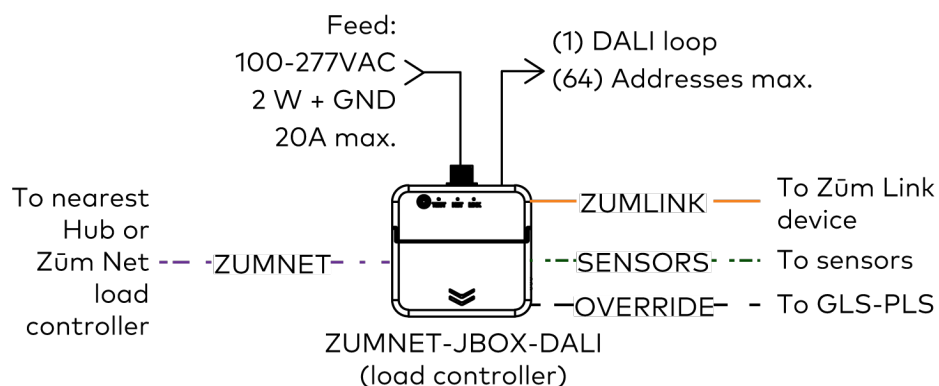 Feed:
100-277VAC
2 W + GND
20A max.
(1) DALI loop
(64) Addresses max.
To nearest
Hub or
Zūm Net
load
controller
ZUMNET
ZUMLINK
To Zūm Link
device
SENSORS
To sensors
OVERRIDE
To GLS-PLS
ZUMNET-JBOX-DALI
(load controller)